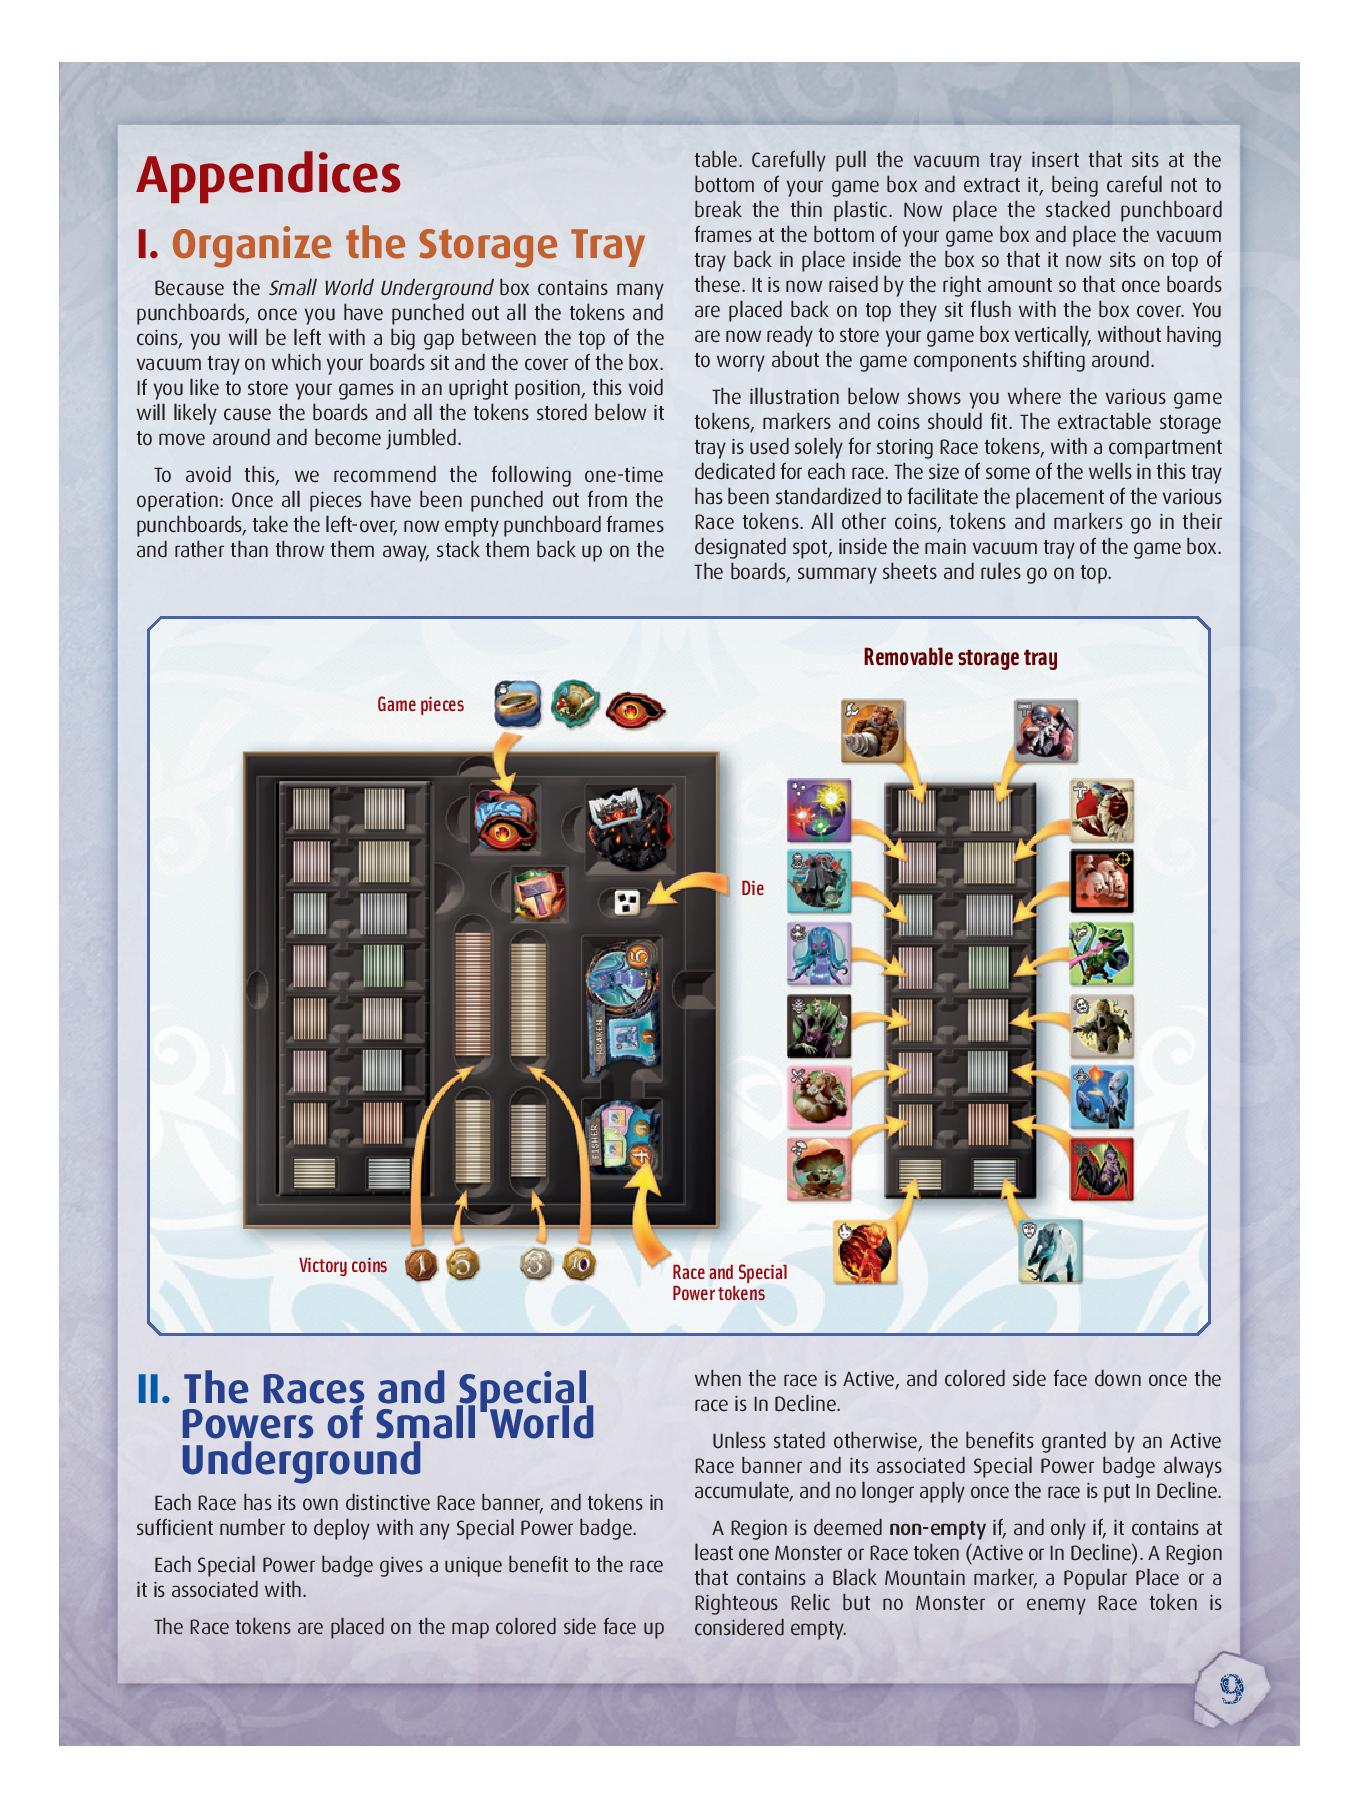 Appendices
I. Organize the Storage Tray
Because the Small World Underground box contains many
punchboards, once you have punched out all the tokens and
coins, you will be left with a big gap between the top of the
vacuum tray on which your boards sit and the cover of the box.
If you like to store your games in an upright position, this void
will likely cause the boards and all the tokens stored below it
to move around and become jumbled.
To avoid this, we recommend the following one-time
operation: Once all pieces have been punched out from the
punchboards, take the left-over, now empty punchboard frames
and rather than throw them away, stack them back up on the
table. Carefully pull the vacuum tray insert that sits at the
bottom of your game box and extract it, being careful not to
break the thin plastic. Now place the stacked punchboard
frames at the bottom of your game box and place the vacuum
tray back in place inside the box so that it now sits on top of
these. It is now raised by the right amount so that once boards
are placed back on top they sit flush with the box cover. You
are now ready to store your game box vertically, without having
to worry about the game components shifting around.
The illustration below shows you where the various game
tokens, markers and coins should fit. The extractable storage
tray is used solely for storing Race tokens, with a compartment
dedicated for each race. The size of some of the wells in this tray
has been standardized to facilitate the placement of the various
Race tokens. All other coins, tokens and markers go in their
designated spot, inside the main vacuum tray of the game box.
The boards, summary sheets and rules go on top.
Removable storage tray
Game pieces
Die
5
KRAKEN
FISHER
4
Victory coins
1
5
3
10
Race and Special
Power tokens
II. The Races and Special
Powers of Small World
Underground
Each Race has its own distinctive Race banner, and tokens in
sufficient number to deploy with any Special Power badge.
Each Special Power badge gives a unique benefit to the race
it is associated with.
The Race tokens are placed on the map colored side face up
when the race is Active, and colored side face down once the
race is In Decline.
Unless stated otherwise, the benefits granted by an Active
Race banner and its associated Special Power badge always
accumulate, and no longer apply once the race is put In Decline.
A Region is deemed non-empty if, and only if, it contains at
least one Monster or Race token (Active or In Decline). A Region
that contains a Black Mountain marker, a Popular Place or a
Righteous Relic but no Monster or enemy Race token is
considered empty.
9